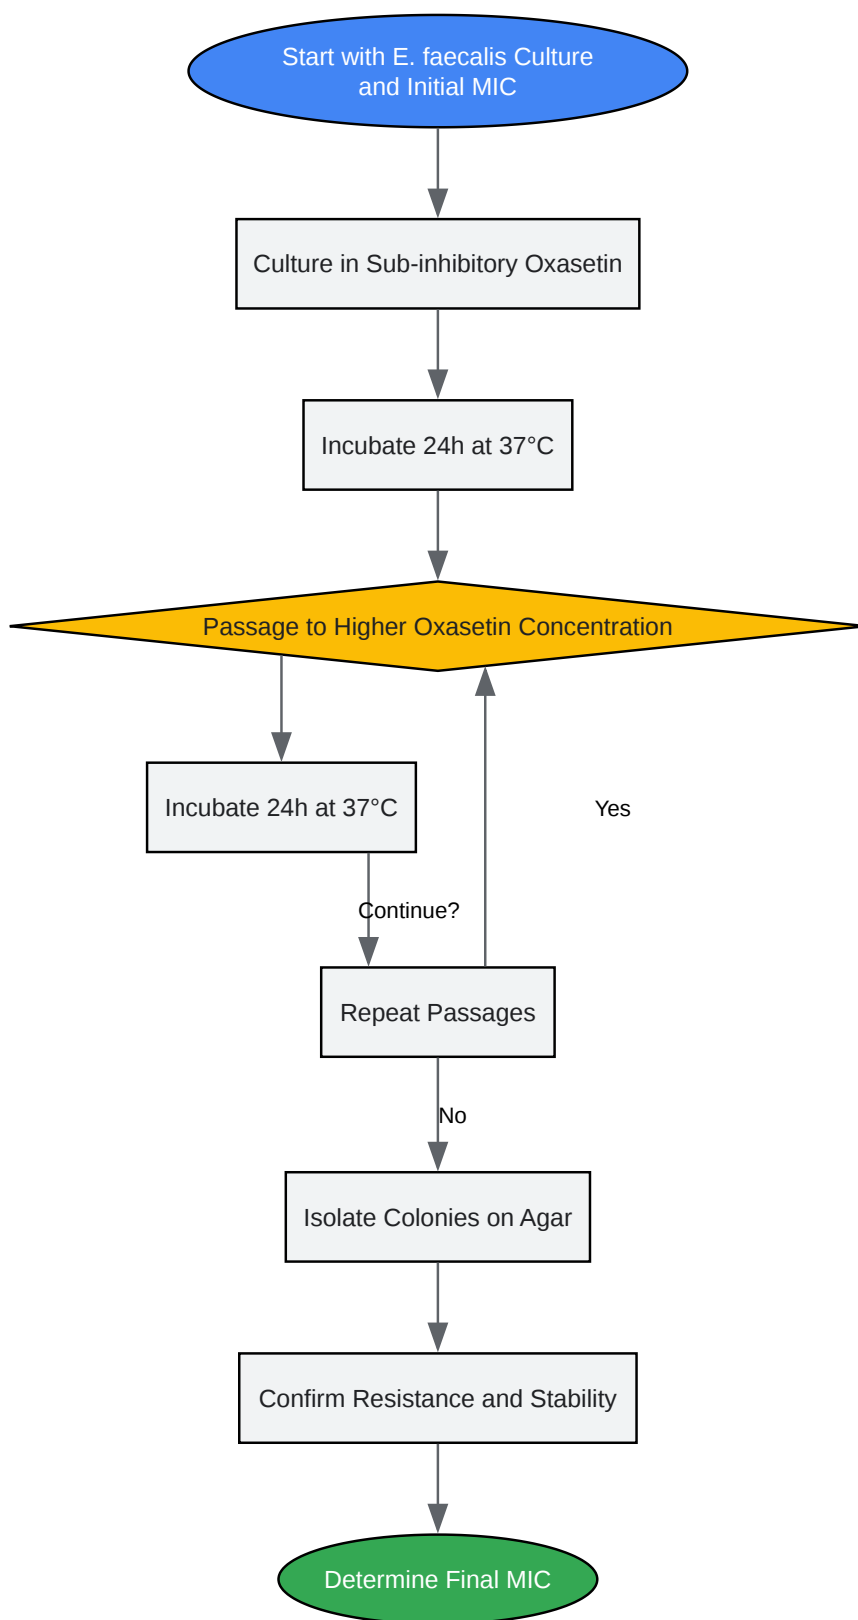 Start with E. faecalis Culture
and Initial MIC
Culture in Sub-inhibitory Oxasetin
Incubate 24h at 37°C
Passage to Higher Oxasetin Concentration
Incubate 24h at 37°C
Yes
Continue?
Repeat Passages
No
Isolate Colonies on Agar
Confirm Resistance and Stability
Determine Final MIC